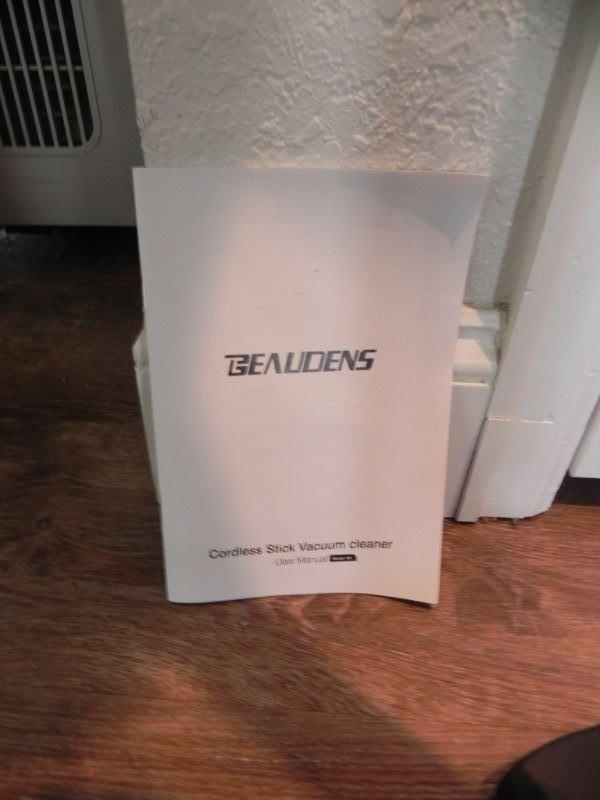 BEAUDENS
Cordless Stick Vacuum cleaner
User Manual